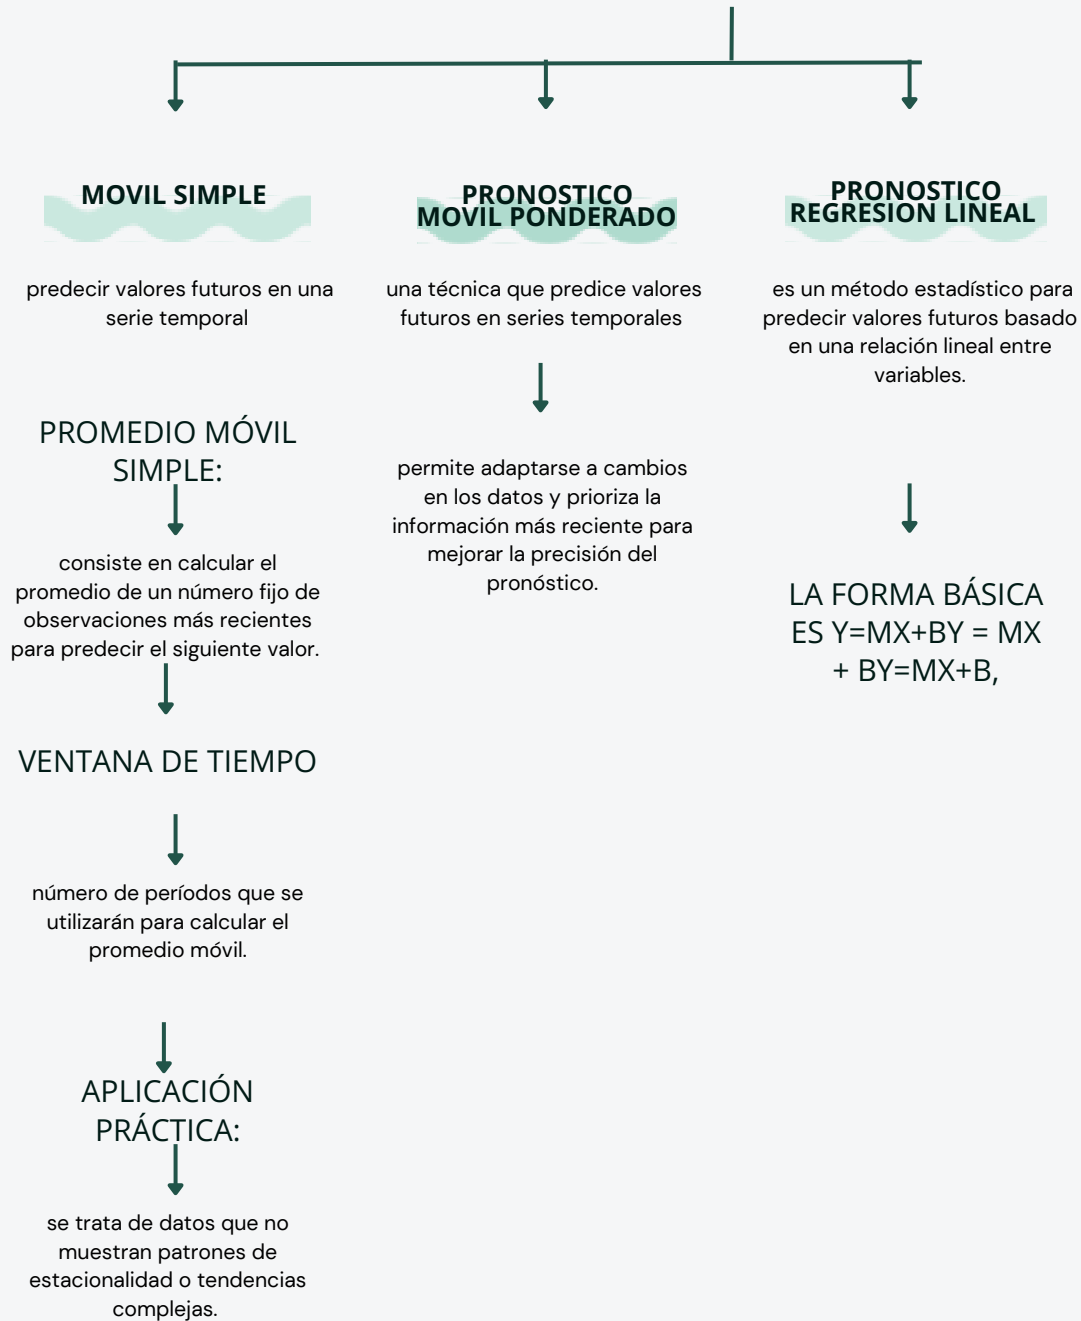 MOVIL SIMPLE
predecir valores futuros en una
serie temporal
PROMEDIO MÓVIL
SIMPLE:
consiste en calcular el
promedio de un número fijo de
observaciones más recientes
para predecir el siguiente valor.
VENTANA DE TIEMPO
número de períodos que se
utilizarán para calcular el
promedio móvil.
APLICACIÓN
PRÁCTICA:
se trata de datos que no
muestran patrones de
estacionalidad o tendencias
complejas.
PRONOSTICO
MOVIL PONDERADO
una técnica que predice valores
futuros en series temporales
permite adaptarse a cambios
en los datos y prioriza la
información más reciente para
mejorar la precisión del
pronóstico.
PRONOSTICO
REGRESION LINEAL
es un método estadístico para
predecir valores futuros basado
en una relación lineal entre
variables.
LA FORMA BÁSICA
ES Y=MX+BY = MX
+ BY=MX+B,